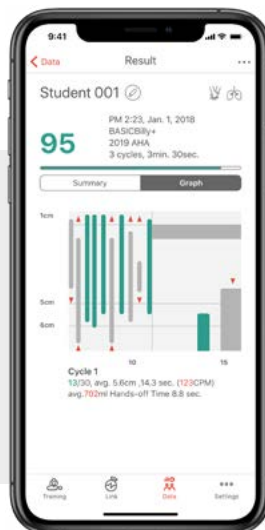 9:41
Data
Result
Student 001
95
PM 2:23, Jan. 1, 2018
BASICBilly+
2019 AHA
3 cycles, 3min. 30sec.
Summary
Graph
1cm
5cm
6cm
10
15
Cycle 1
13/30, avg. 5.6cm ,14.3 sec. (123CPM)
avg.702ml Hands-off Time 8.8 sec.
Training
Link
Data
Settings